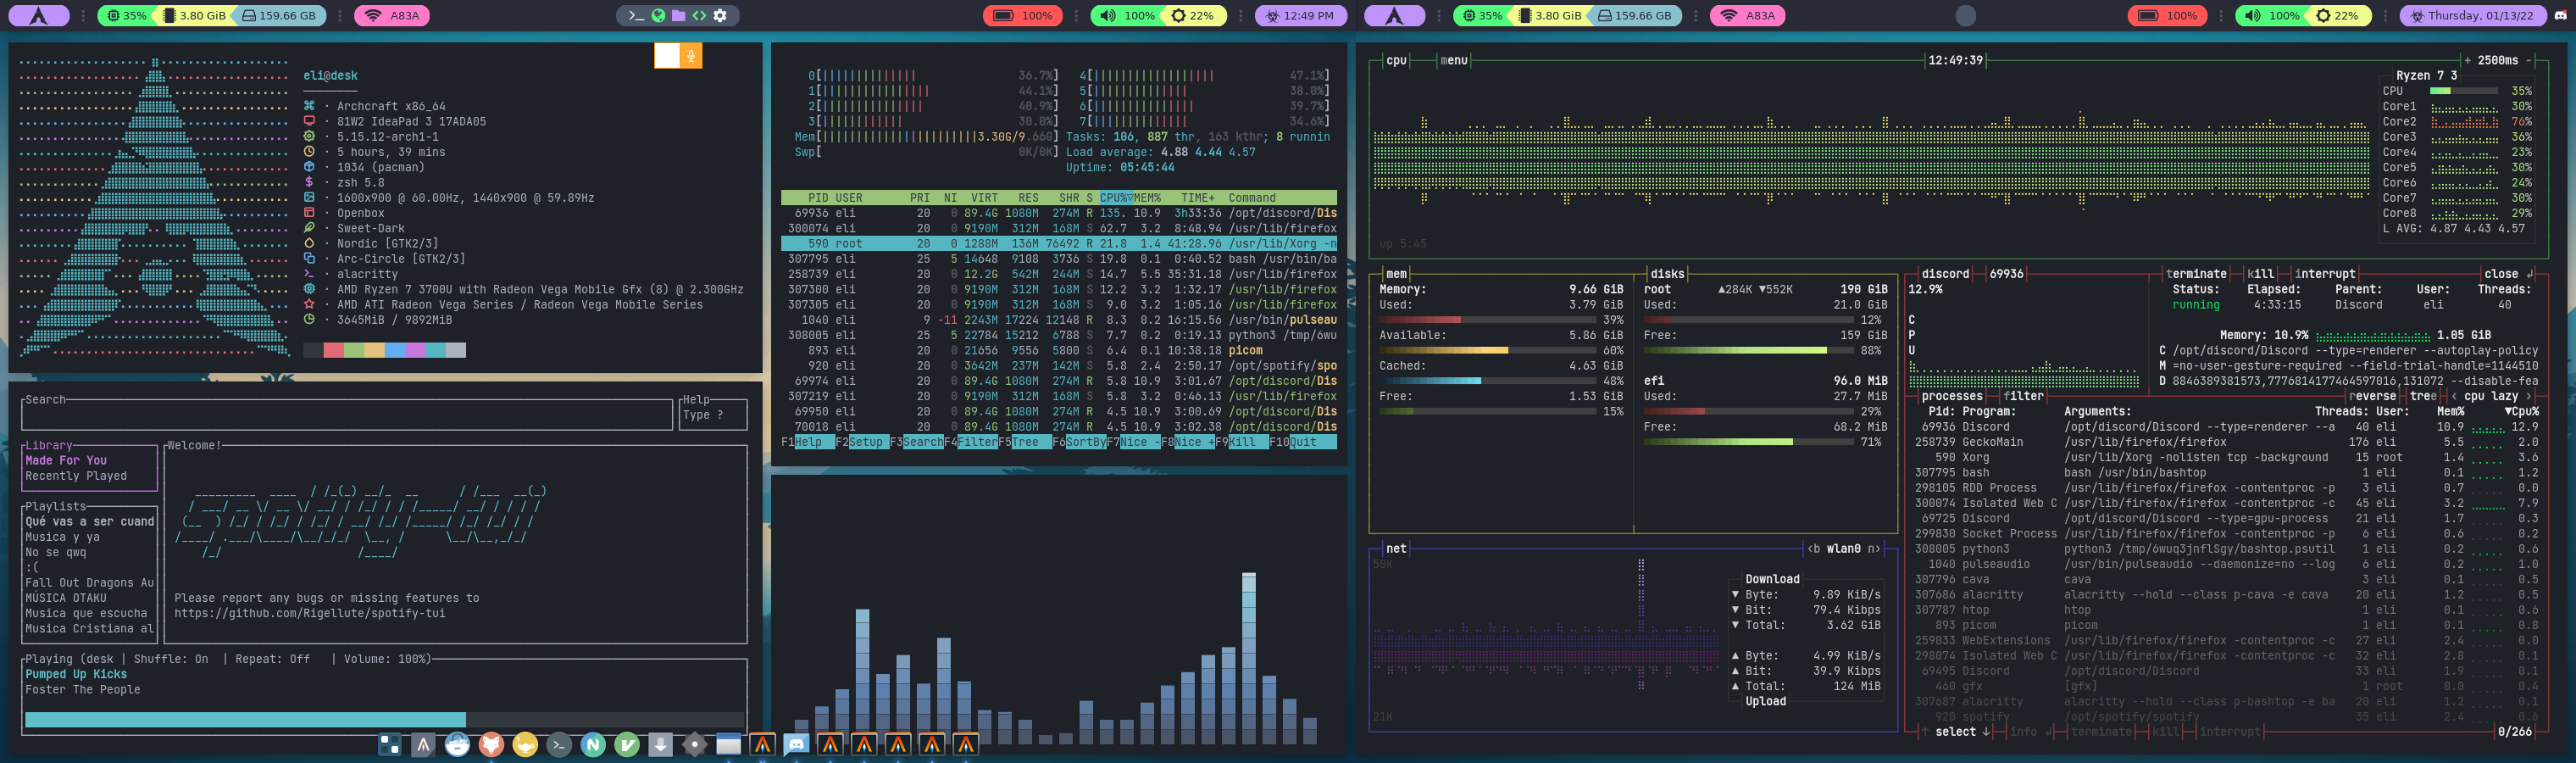 35% 3.80 GiB 159.66 GB A83A 100% 100% 22% 12:49 PM
35% 3.80 GiB 159.66 GB A83A 100% 100% 22% Thursday, 01/13/22
eli@desk
· Archcraft x86_64
· 81W2 IdeaPad 3 17ADA05
· 5.15.12-arch1-1
· 5 hours, 39 mins
· 1034 (pacman)
· zsh 5.8
· 1600x900 @ 60.00Hz, 1440x900 @ 59.89Hz
· Openbox
· Sweet-Dark
· Nordic [GTK2/3]
· Arc-Circle [GTK2/3]
· alacritty
· AMD Ryzen 7 3700U with Radeon Vega Mobile Gfx (8) @ 2.300GHz
· AMD ATI Radeon Vega Series / Radeon Vega Mobile Series
· 3645MiB / 9892MiB
Search
Help
Type ?
Library
Made For You
Recently Played
Playlists
Qué vas a ser cuand
Musica y ya
No se qwq
:(
Fall Out Dragons Au
MÚSICA OTAKU
Musica que escucha
Musica Cristiana al
Welcome!
spotify-tui
Please report any bugs or missing features to
https://github.com/Rigellute/spotify-tui
Playing (desk | Shuffle: On | Repeat: Off | Volume: 100%)
Pumped Up Kicks
Foster The People
0[ 36.7%] 4[ 47.1%]
1[ 44.1%] 5[ 38.0%]
2[ 40.9%] 6[ 39.7%]
3[ 30.0%] 7[ 34.6%]
Mem[ 3.30G/9.66G] Tasks: 106, 887 thr, 163 kthr; 8 runnin
Swp[ 0K/0K] Load average: 4.88 4.44 4.57
Uptime: 05:45:44
PID USER PRI NI VIRT RES SHR S CPU%▽MEM% TIME+ Command
69936 eli 20 0 89.4G 1080M 274M R 135. 10.9 3h33:36 /opt/discord/Dis
300074 eli 20 0 9190M 312M 168M S 62.7 3.2 8:48.94 /usr/lib/firefox
590 root 20 0 1288M 136M 76492 R 21.8 1.4 41:28.96 /usr/lib/Xorg -n
307795 eli 25 5 14648 9108 3736 S 19.8 0.1 0:40.52 bash /usr/bin/ba
258739 eli 20 0 12.2G 542M 244M S 14.7 5.5 35:31.18 /usr/lib/firefox
307300 eli 20 0 9190M 312M 168M S 12.2 3.2 1:32.17 /usr/lib/firefox
307305 eli 20 0 9190M 312M 168M S 9.0 3.2 1:05.16 /usr/lib/firefox
1040 eli 9 -11 2243M 17224 12148 R 8.3 0.2 16:15.56 /usr/bin/pulseau
308005 eli 25 5 22784 15212 6788 S 7.7 0.2 0:19.13 python3 /tmp/6wu
893 eli 20 0 21656 9556 5800 S 6.4 0.1 10:38.18 picom
920 eli 20 0 3642M 237M 142M S 5.8 2.4 2:50.17 /opt/spotify/spo
69974 eli 20 0 89.4G 1080M 274M R 5.8 10.9 3:01.67 /opt/discord/Dis
307219 eli 20 0 9190M 312M 168M S 5.8 3.2 0:46.13 /usr/lib/firefox
69950 eli 20 0 89.4G 1080M 274M R 4.5 10.9 3:00.69 /opt/discord/Dis
70018 eli 20 0 89.4G 1080M 274M R 4.5 10.9 3:02.38 /opt/discord/Dis
F1Help F2Setup F3SearchF4FilterF5Tree F6SortByF7Nice -F8Nice +F9Kill F10Quit
cpu menu 12:49:39 + 2500ms -
Ryzen 7 3
CPU 35%
Core1 30%
Core2 76%
Core3 36%
Core4 23%
Core5 30%
Core6 24%
Core7 30%
Core8 29%
L AVG: 4.87 4.43 4.57
up 5:45
mem
Memory: 9.66 GiB
Used: 3.79 GiB
39%
Available: 5.86 GiB
60%
Cached: 4.63 GiB
48%
Free: 1.53 GiB
15%
disks
root ▲284K ▼552K 190 GiB
Used: 21.0 GiB
12%
Free: 159 GiB
88%
efi 96.0 MiB
Used: 27.7 MiB
29%
Free: 68.2 MiB
71%
net <b wlan0 n>
50K
21K
Download
▼ Byte: 9.89 KiB/s
▼ Bit: 79.4 Kibps
▼ Total: 3.62 GiB
▲ Byte: 4.99 KiB/s
▲ Bit: 39.9 Kibps
▲ Total: 124 MiB
Upload
discord 69936 terminate kill interrupt close ↲
12.9% Status: Elapsed: Parent: User: Threads:
running 4:33:15 Discord eli 40
C
P
U
Memory: 10.9% 1.05 GiB
C /opt/discord/Discord --type=renderer --autoplay-policy
M =no-user-gesture-required --field-trial-handle=1144510
D 8846389381573,7776814177464597016,131072 --disable-fea
processes filter reverse tree < cpu lazy >
Pid: Program: Arguments: Threads: User: Mem% ▼Cpu%
69936 Discord /opt/discord/Discord --type=renderer --a 40 eli 10.9 12.9
258739 GeckoMain /usr/lib/firefox/firefox 176 eli 5.5 2.0
590 Xorg /usr/lib/Xorg -nolisten tcp -background 15 root 1.4 3.6
307795 bash bash /usr/bin/bashtop 1 eli 0.1 1.2
298105 RDD Process /usr/lib/firefox/firefox -contentproc -p 3 eli 0.7 0.0
300074 Isolated Web C /usr/lib/firefox/firefox -contentproc -c 45 eli 3.2 7.9
69725 Discord /opt/discord/Discord --type=gpu-process 21 eli 1.7 0.3
299830 Socket Process /usr/lib/firefox/firefox -contentproc -p 6 eli 0.6 0.2
308005 python3 python3 /tmp/6wuq3jnflSgy/bashtop.psutil 1 eli 0.2 0.6
1040 pulseaudio /usr/bin/pulseaudio --daemonize=no --log 6 eli 0.2 1.0
307796 cava cava 3 eli 0.1 0.5
307686 alacritty alacritty --hold --class p-cava -e cava 20 eli 1.2 0.5
307787 htop htop 1 eli 0.1 0.6
893 picom picom 1 eli 0.1 0.8
259033 WebExtensions /usr/lib/firefox/firefox -contentproc -c 27 eli 2.4 0.0
298074 Isolated Web C /usr/lib/firefox/firefox -contentproc -c 32 eli 2.8 0.1
69495 Discord /opt/discord/Discord 33 eli 1.9 0.1
460 gfx [gfx] 1 root 0.0 0.4
307687 alacritty alacritty --hold --class p-bashtop -e ba 20 eli 1.2 0.1
920 spotify /opt/spotify/spotify 35 eli 2.4 0.6
↑ select ↓ info ↲ terminate kill interrupt 0/266